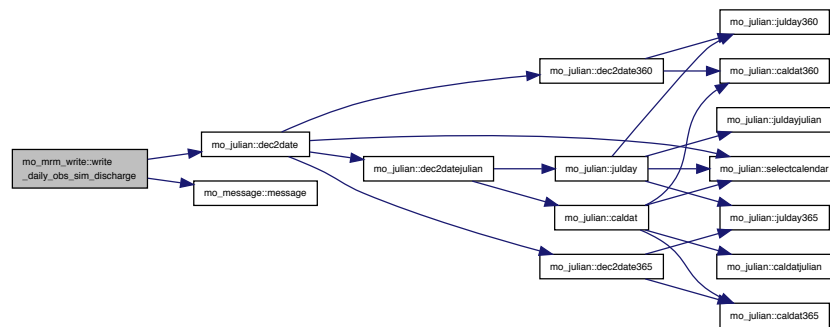 mo_mrm_write::write
_daily_obs_sim_discharge
mo_julian::dec2date
mo_message::message
mo_julian::dec2datejulian
mo_julian::dec2date360
mo_julian::julday
mo_julian::caldat
mo_julian::dec2date365
mo_julian::julday360
mo_julian::caldat360
mo_julian::juldayjulian
mo_julian::selectcalendar
mo_julian::julday365
mo_julian::caldatjulian
mo_julian::caldat365